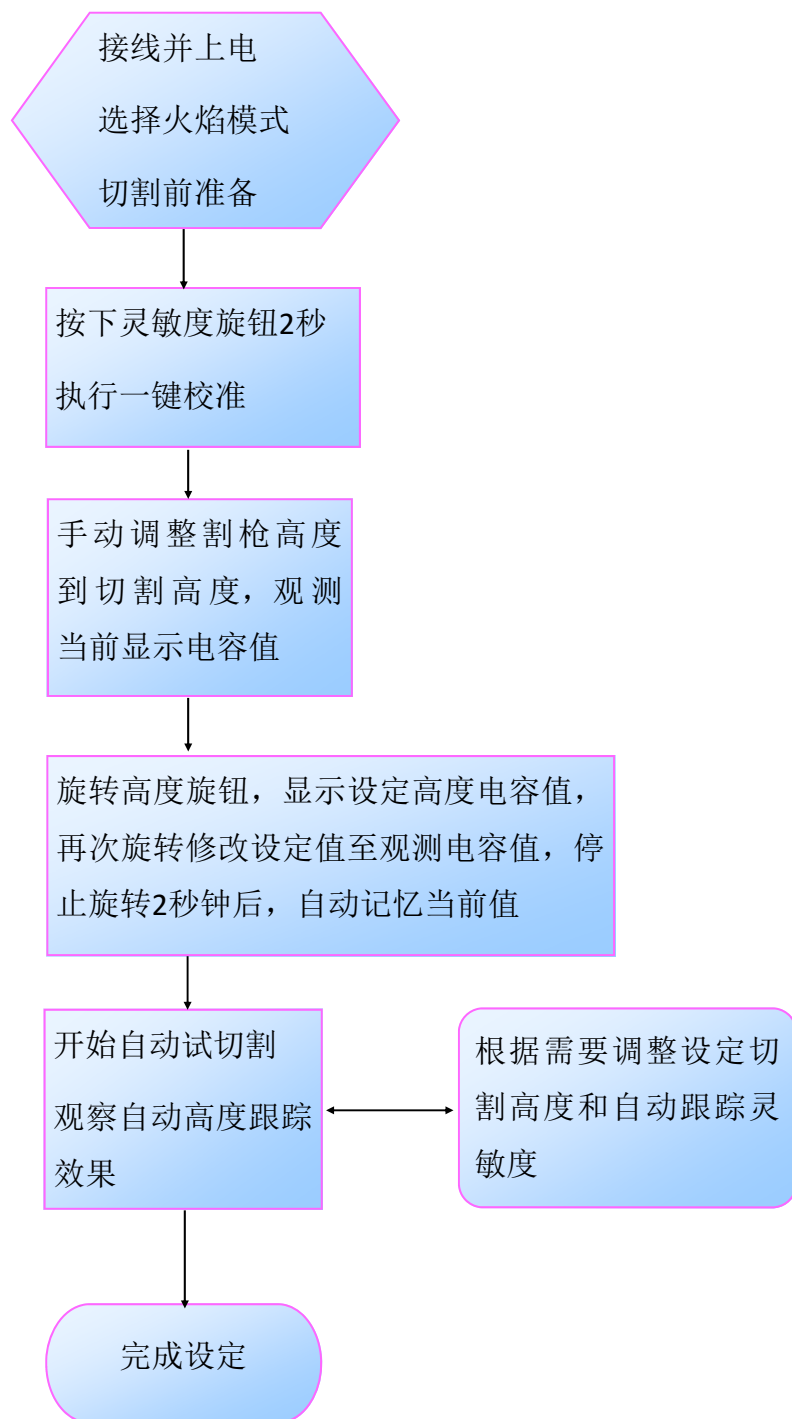 接线并上电
选择火焰模式
切割前准备
按下灵敏度旋钮2秒
执行一键校准
手动调整割枪高度
到切割高度，观测
当前显示电容值
旋转高度旋钮，显示设定高度电容值，
再次旋转修改设定值至观测电容值，停
止旋转2秒钟后，自动记忆当前值
开始自动试切割
观察自动高度跟踪
效果
根据需要调整设定切
割高度和自动跟踪灵
敏度
完成设定